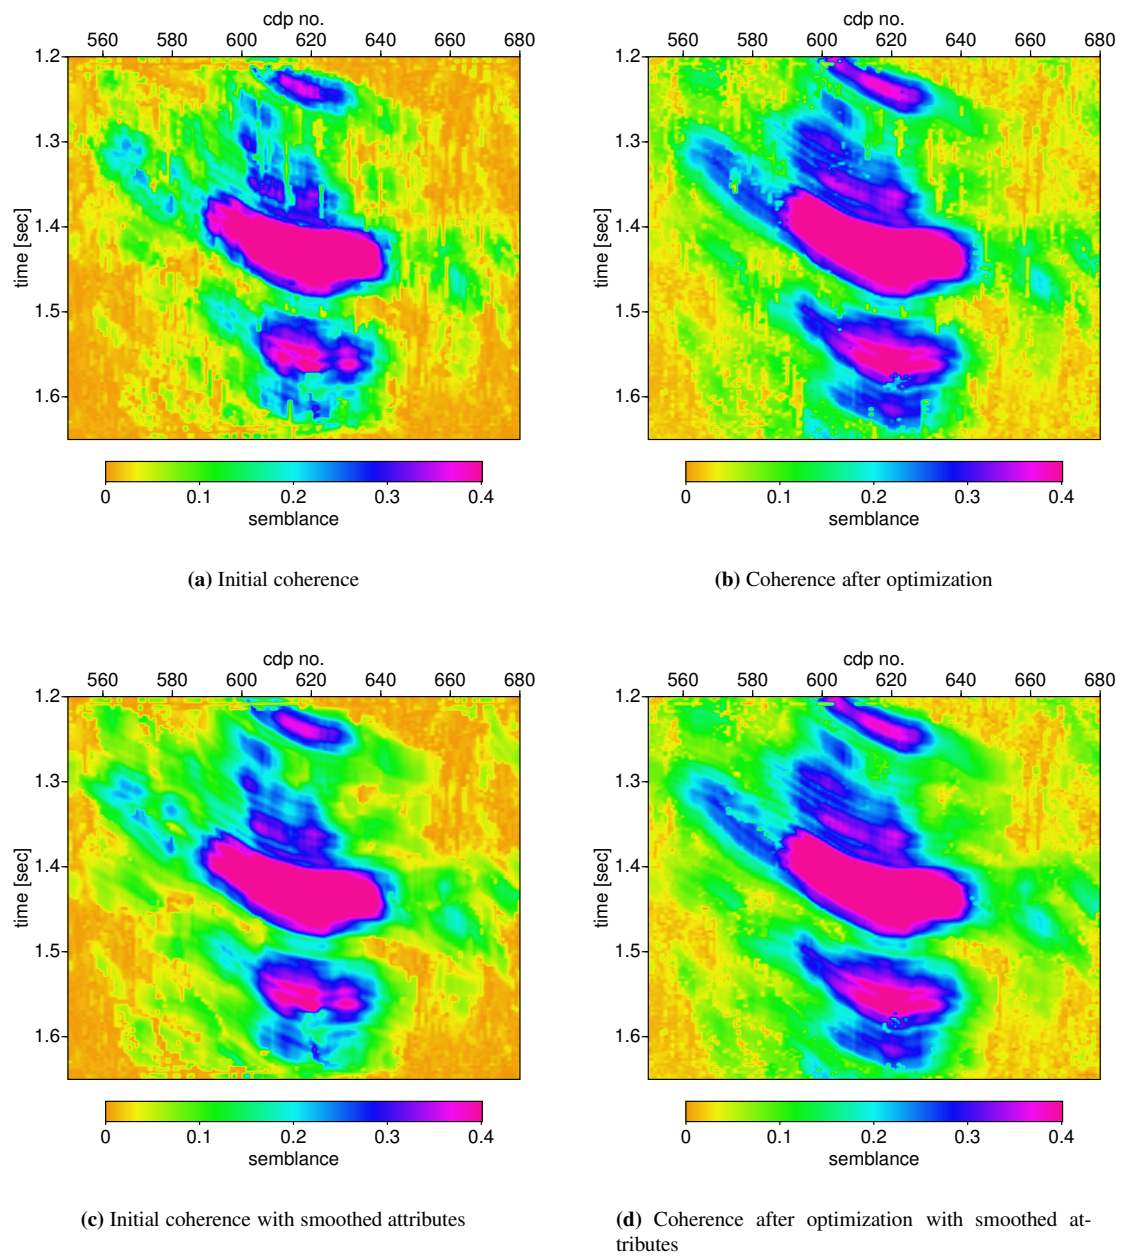 cdp no.
560 580 600 620 640 660 680
1.2
1.3
1.4
1.5
1.6
time [sec]
0 0.1 0.2 0.3 0.4
semblance
(a) Initial coherence
cdp no.
560 580 600 620 640 660 680
1.2
1.3
1.4
1.5
1.6
time [sec]
0 0.1 0.2 0.3 0.4
semblance
(b) Coherence after optimization
cdp no.
560 580 600 620 640 660 680
1.2
1.3
1.4
1.5
1.6
time [sec]
0 0.1 0.2 0.3 0.4
semblance
(c) Initial coherence with smoothed attributes
cdp no.
560 580 600 620 640 660 680
1.2
1.3
1.4
1.5
1.6
time [sec]
0 0.1 0.2 0.3 0.4
semblance
(d) Coherence after optimization with smoothed at-
tributes